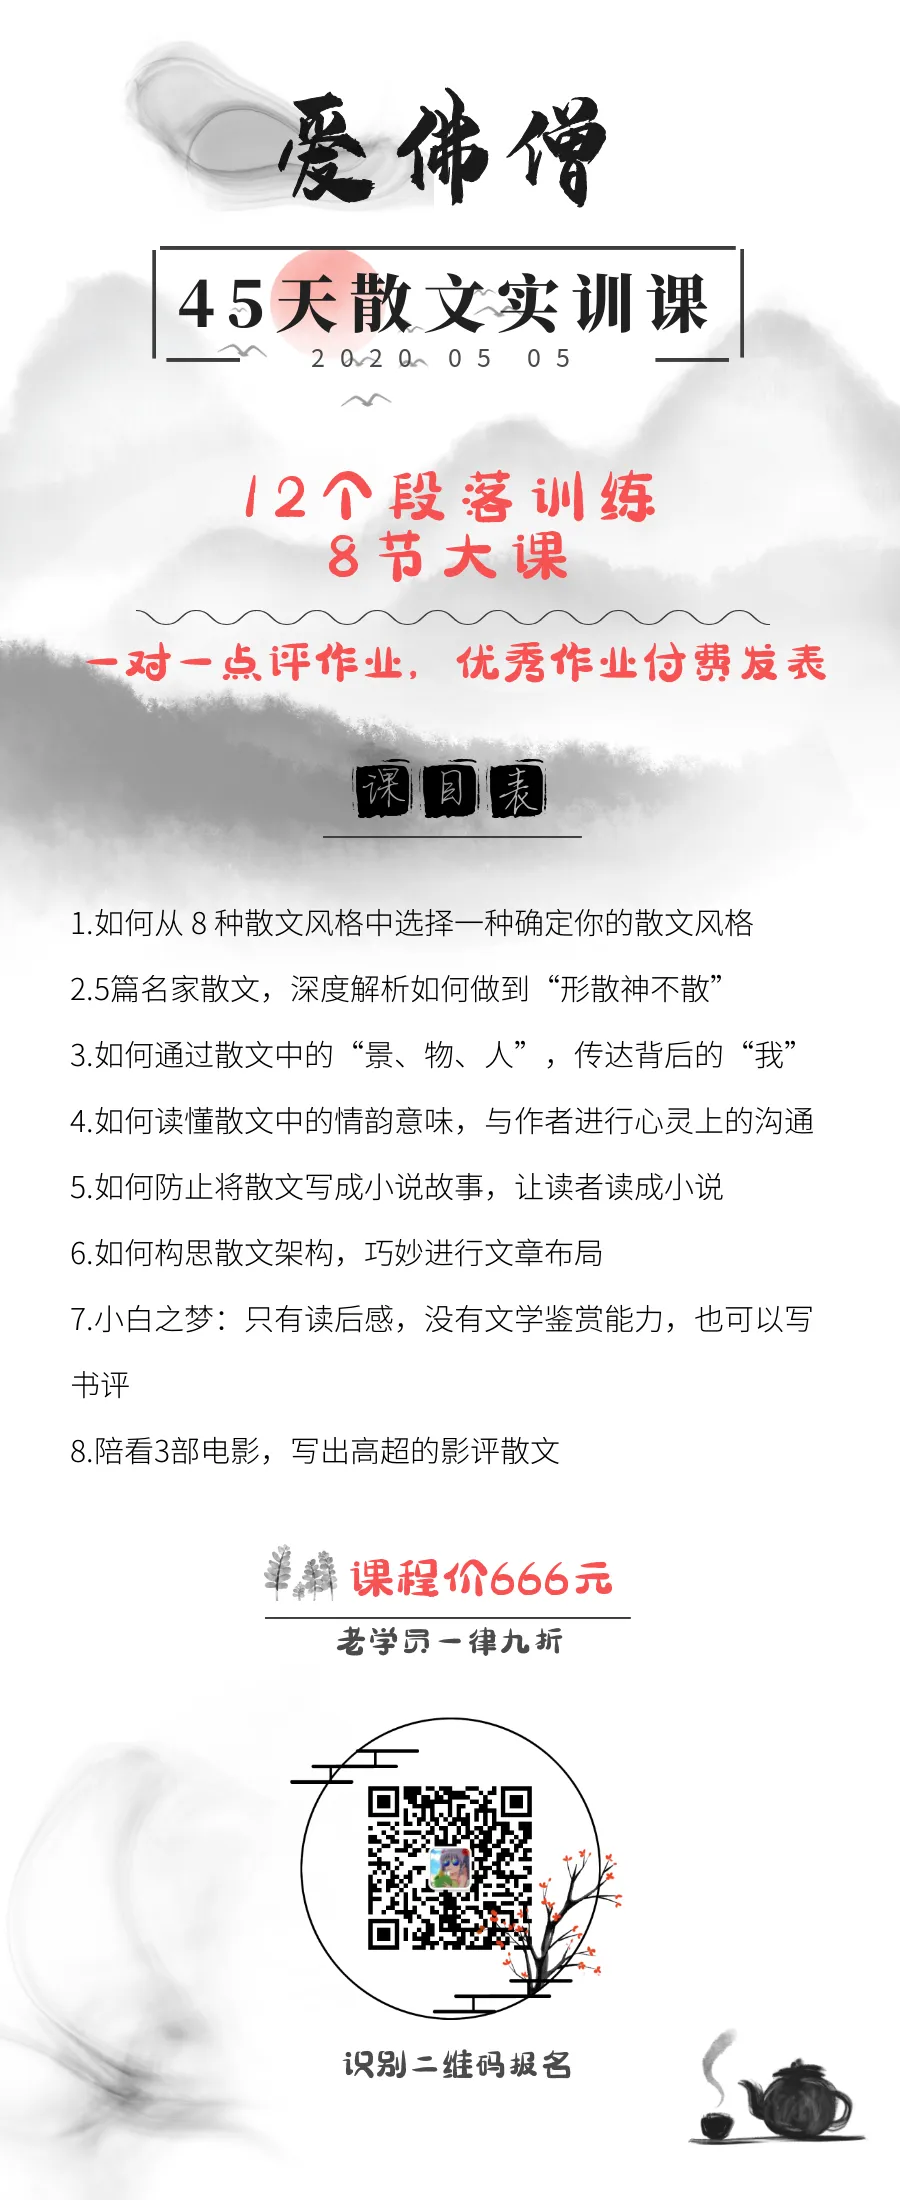 爱佛僧
45天散文实训课
2020 05 05
12个段落训练
8节大课
一对一点评作业，优秀作业付费发表
课目表
1.如何从 8 种散文风格中选择一种确定你的散文风格
2.5篇名家散文，深度解析如何做到“形散神不散”
3.如何通过散文中的“景、物、人”，传达背后的“我”
4.如何读懂散文中的情韵意味，与作者进行心灵上的沟通
5.如何防止将散文写成小说故事，让读者读成小说
6.如何构思散文架构，巧妙进行文章布局
7.小白之梦：只有读后感，没有文学鉴赏能力，也可以写
书评
8.陪看3部电影，写出高超的影评散文
课程价666元
老学员一律九折
识别二维码报名